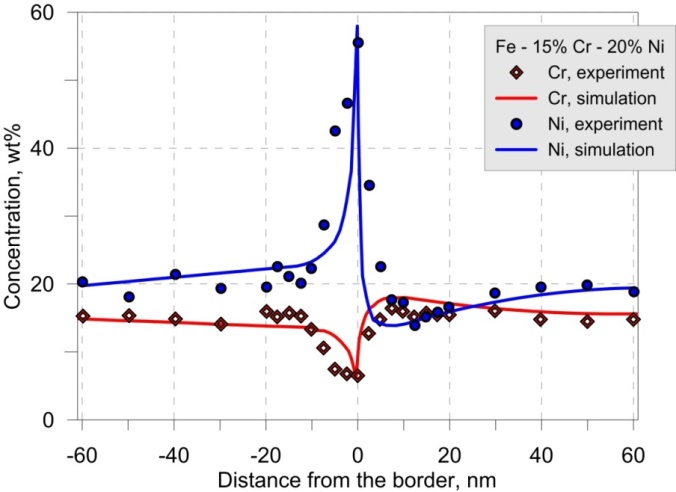 60
Fe - 15% Cr - 20% Ni
Cr, experiment
Cr, simulation
Ni, experiment
Ni, simulation
40
Concentration, wt%
20
0
-60 -40 -20 0 20 40 60
Distance from the border, nm